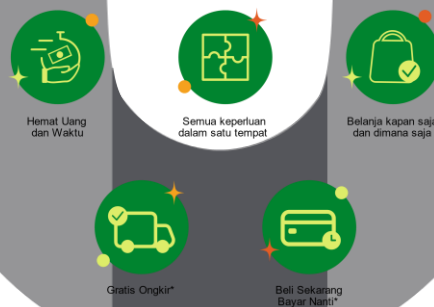 Hemat Uang
dan Waktu
Semua keperluan
dalam satu tempat
Belanja kapan saja
dan dimana saja
Gratis Ongkir*
Beli Sekarang
Bayar Nanti*